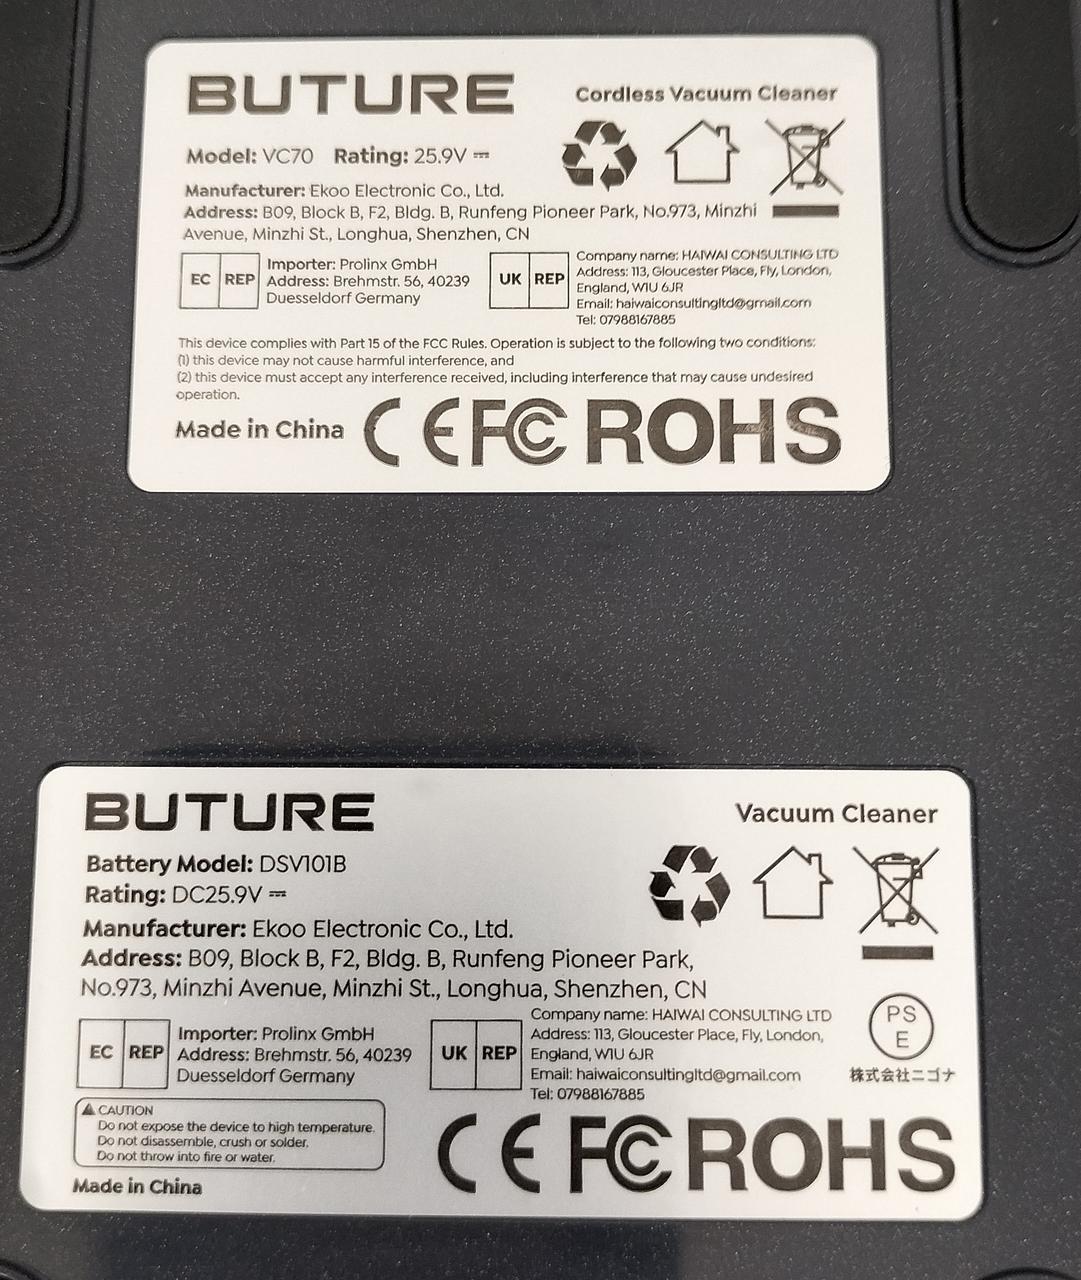 BUTURE
Cordless Vacuum Cleaner
Model: VC70 Rating: 25.9V
Manufacturer: Ekoo Electronic Co., Ltd.
Address: B09, Block B, F2, Bldg. B, Runfeng Pioneer Park, No.973, Minzhi
Avenue, Minzhi St., Longhua, Shenzhen, CN
EC REP
Importer: Prolinx GmbH
Address: Brehmstr. 56, 40239
Duesseldorf Germany
UK REP
Company name: HAIWAI CONSULTING LTD
Address: 113, Gloucester Place, Fly, London,
England, W1U 6JR
Email: haiwaiconsultingltd@gmail.com
Tel: 07988167885
This device complies with Part 15 of the FCC Rules. Operation is subject to the following two conditions:
(1) this device may not cause harmful interference, and
(2) this device must accept any interference received, including interference that may cause undesired
operation.
Made in China CE FC ROHS
BUTURE
Vacuum Cleaner
Battery Model: DSV101B
Rating: DC25.9V
Manufacturer: Ekoo Electronic Co., Ltd.
Address: B09, Block B, F2, Bldg. B, Runfeng Pioneer Park,
No.973, Minzhi Avenue, Minzhi St., Longhua, Shenzhen, CN
EC REP
Importer: Prolinx GmbH
Address: Brehmstr. 56, 40239
Duesseldorf Germany
UK REP
Company name: HAIWAI CONSULTING LTD
Address: 113, Gloucester Place, Fly, London,
England, W1U 6JR
Email: haiwaiconsultingltd@gmail.com
Tel: 07988167885
PS
E
株式会社ニゴナ
CAUTION
Do not expose the device to high temperature.
Do not disassemble, crush or solder.
Do not throw into fire or water.
Made in China
CE FC ROHS